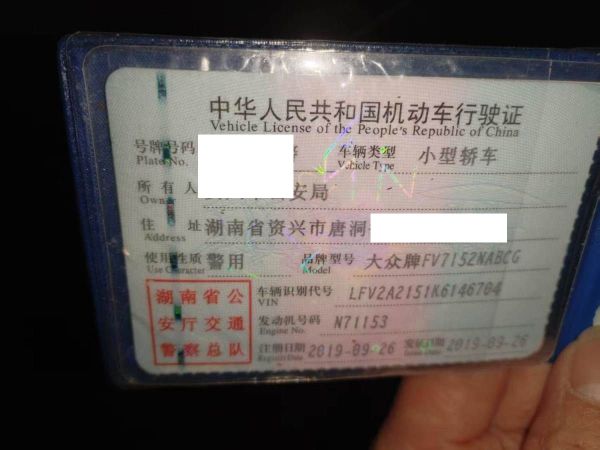 中华人民共和国机动车行驶证
Vehicle License of the People's Republic of China
号牌号码 车辆类型 小型轿车
Plate No. Vehicle Type
所有人 安局
Owner
住址 湖南省资兴市唐洞
Address
使用性质 警用 品牌型号 大众牌FV7152NABCG
Use Character Model
湖南省公
安厅交通
警察总队
车辆识别代号 LFV2A2151K6146704
VIN
发动机号码 N71153
Engine No.
注册日期 2019-09-26 发证日期 2019-09-26
Register Date Issue Date